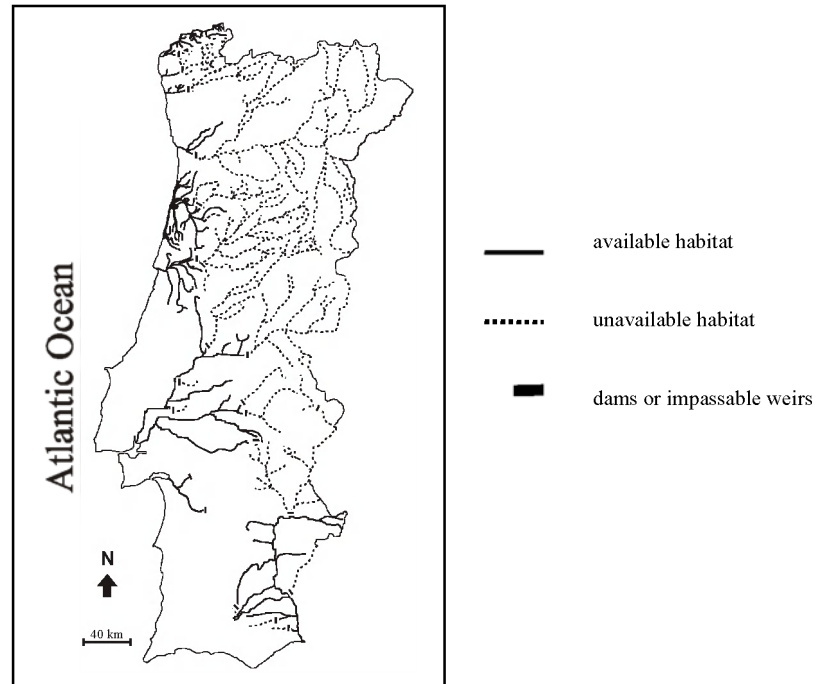 Atlantic Ocean
N
40 km
available habitat
unavailable habitat
dams or impassable weirs